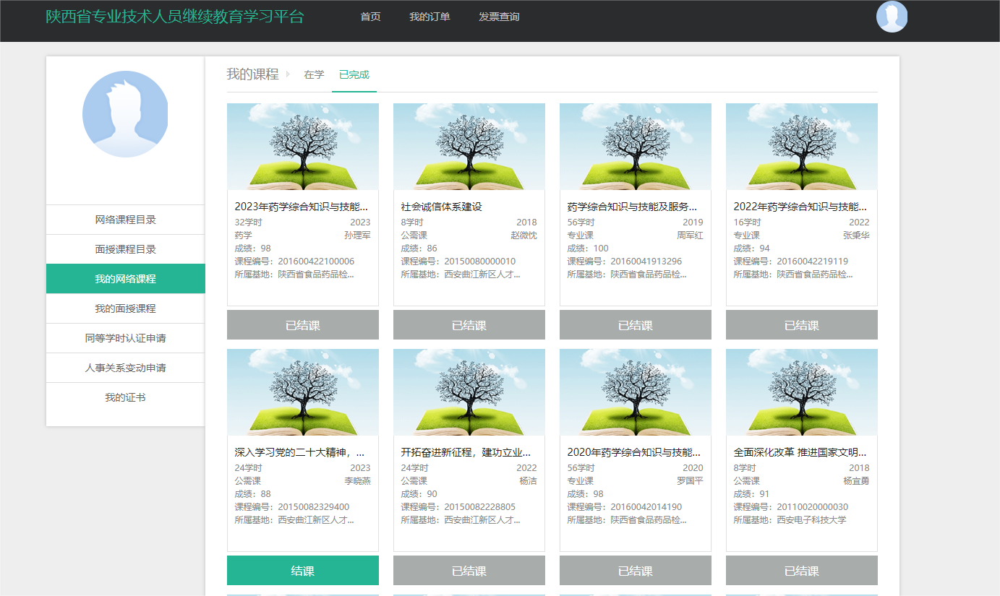 陕西省专业技术人员继续教育学习平台 首页 我的订单 发票查询
我的课程 在学 已完成
网络课程目录
面授课程目录
我的网络课程
我的面授课程
同等学时认证申请
人事关系变动申请
我的证书
2023年药学综合知识与技能...
32学时 2023
药学 孙理军
成绩：98
课程编号：201600422100006
所属基地：陕西省食品药品检...
已结课
社会诚信体系建设
8学时 2018
公需课 赵微忱
成绩：86
课程编号：20150080000010
所属基地：西安曲江新区人才...
已结课
药学综合知识与技能及服务...
56学时 2019
专业课 周军红
成绩：100
课程编号：20160041913296
所属基地：陕西省食品药品检...
已结课
2022年药学综合知识与技能...
16学时 2022
专业课 张秉华
成绩：94
课程编号：20160042219119
所属基地：陕西省食品药品检...
已结课
深入学习党的二十大精神，...
24学时 2023
公需课 李晓燕
成绩：88
课程编号：20150082329400
所属基地：西安曲江新区人才...
结课
开拓奋进新征程，建功立业...
24学时 2022
公需课 杨洁
成绩：90
课程编号：20150082228805
所属基地：西安曲江新区人才...
已结课
2020年药学综合知识与技能...
56学时 2020
专业课 罗国平
成绩：98
课程编号：20160042014190
所属基地：陕西省食品药品检...
已结课
全面深化改革 推进国家文明...
8学时 2018
公需课 杨宜勇
成绩：91
课程编号：20110020000030
所属基地：西安电子科技大学
已结课